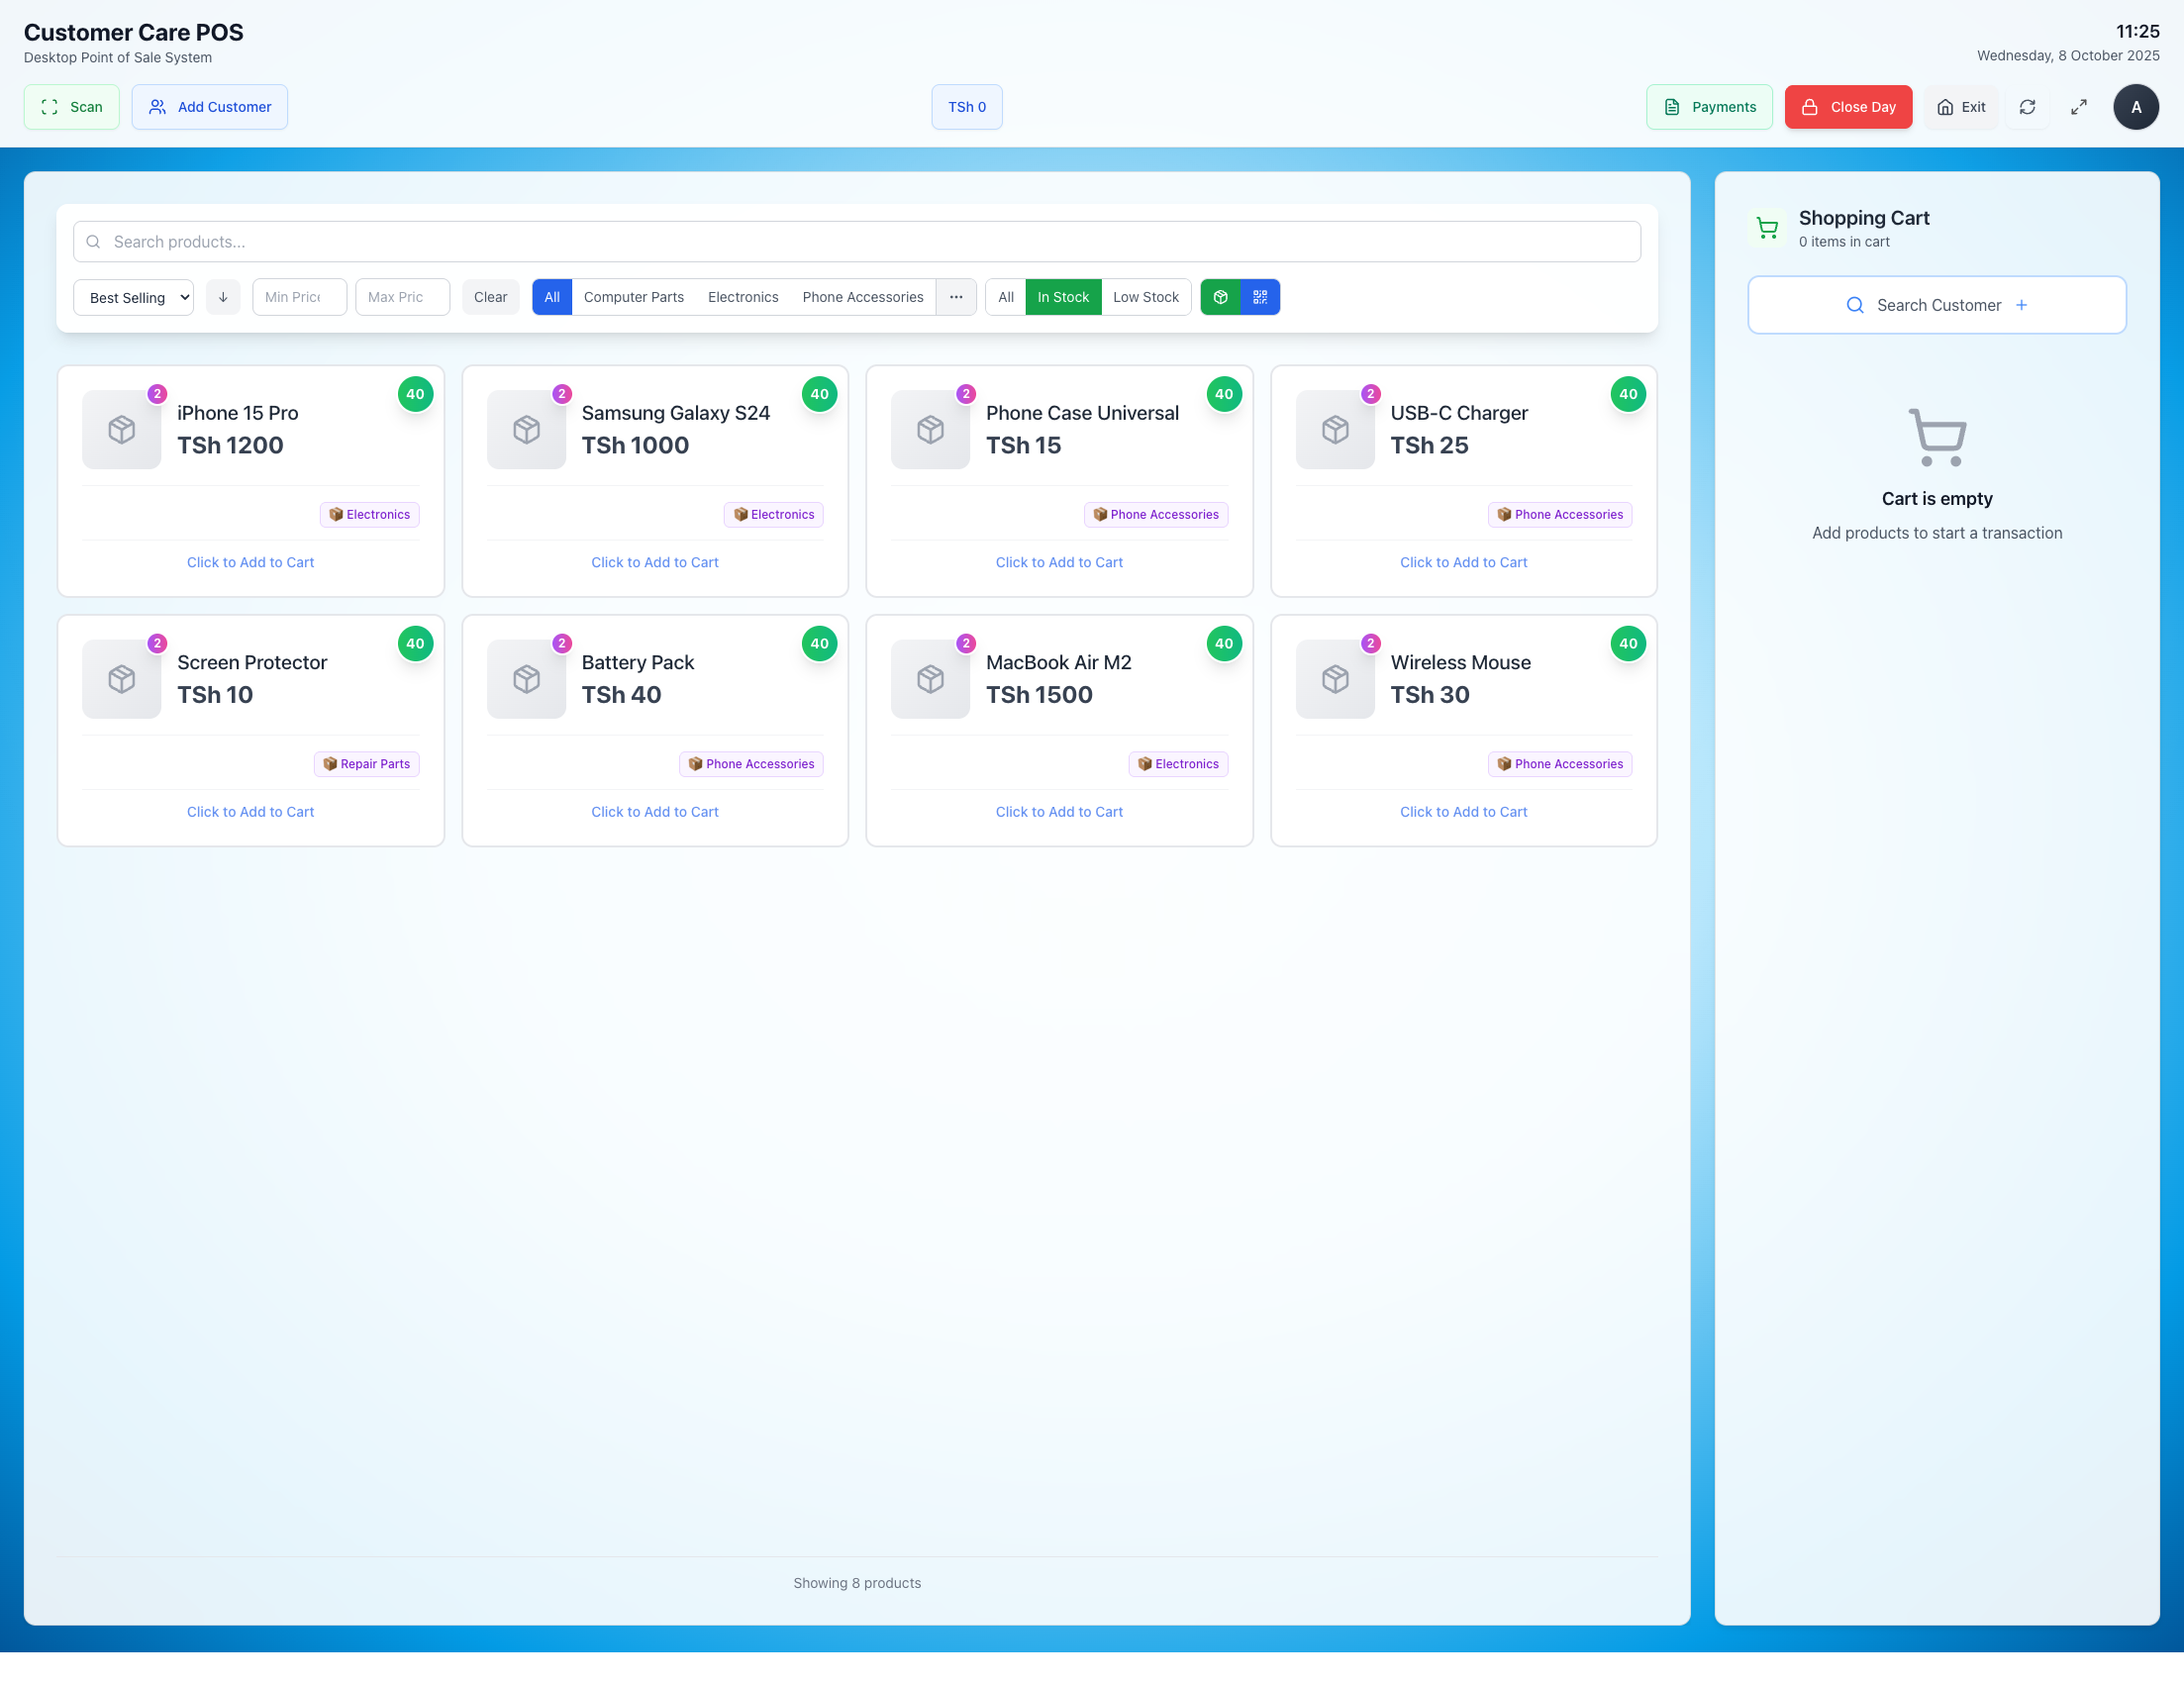 Customer Care POS
Desktop Point of Sale System
11:25
Wednesday, 8 October 2025
Scan
Add Customer
TSh 0
Payments
Close Day
Exit
A
Search products...
Best Selling
↓
Min Price
Max Pric
Clear
All
Computer Parts
Electronics
Phone Accessories
...
All
In Stock
Low Stock
2
40
iPhone 15 Pro
TSh 1200
Electronics
Click to Add to Cart
2
40
Samsung Galaxy S24
TSh 1000
Electronics
Click to Add to Cart
2
40
Phone Case Universal
TSh 15
Phone Accessories
Click to Add to Cart
2
40
USB-C Charger
TSh 25
Phone Accessories
Click to Add to Cart
2
40
Screen Protector
TSh 10
Repair Parts
Click to Add to Cart
2
40
Battery Pack
TSh 40
Phone Accessories
Click to Add to Cart
2
40
MacBook Air M2
TSh 1500
Electronics
Click to Add to Cart
2
40
Wireless Mouse
TSh 30
Phone Accessories
Click to Add to Cart
Showing 8 products
Shopping Cart
0 items in cart
Search Customer +
Cart is empty
Add products to start a transaction